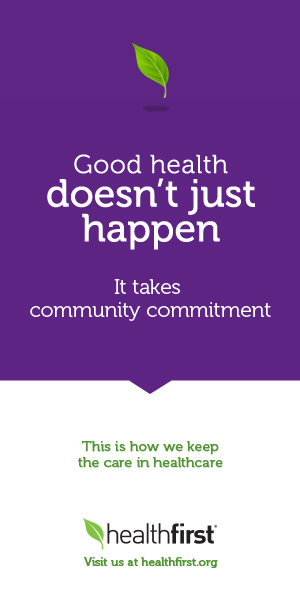 Good health
doesn't just
happen
It takes
community commitment
This is how we keep
the care in healthcare
healthfirst
Visit us at healthfirst.org